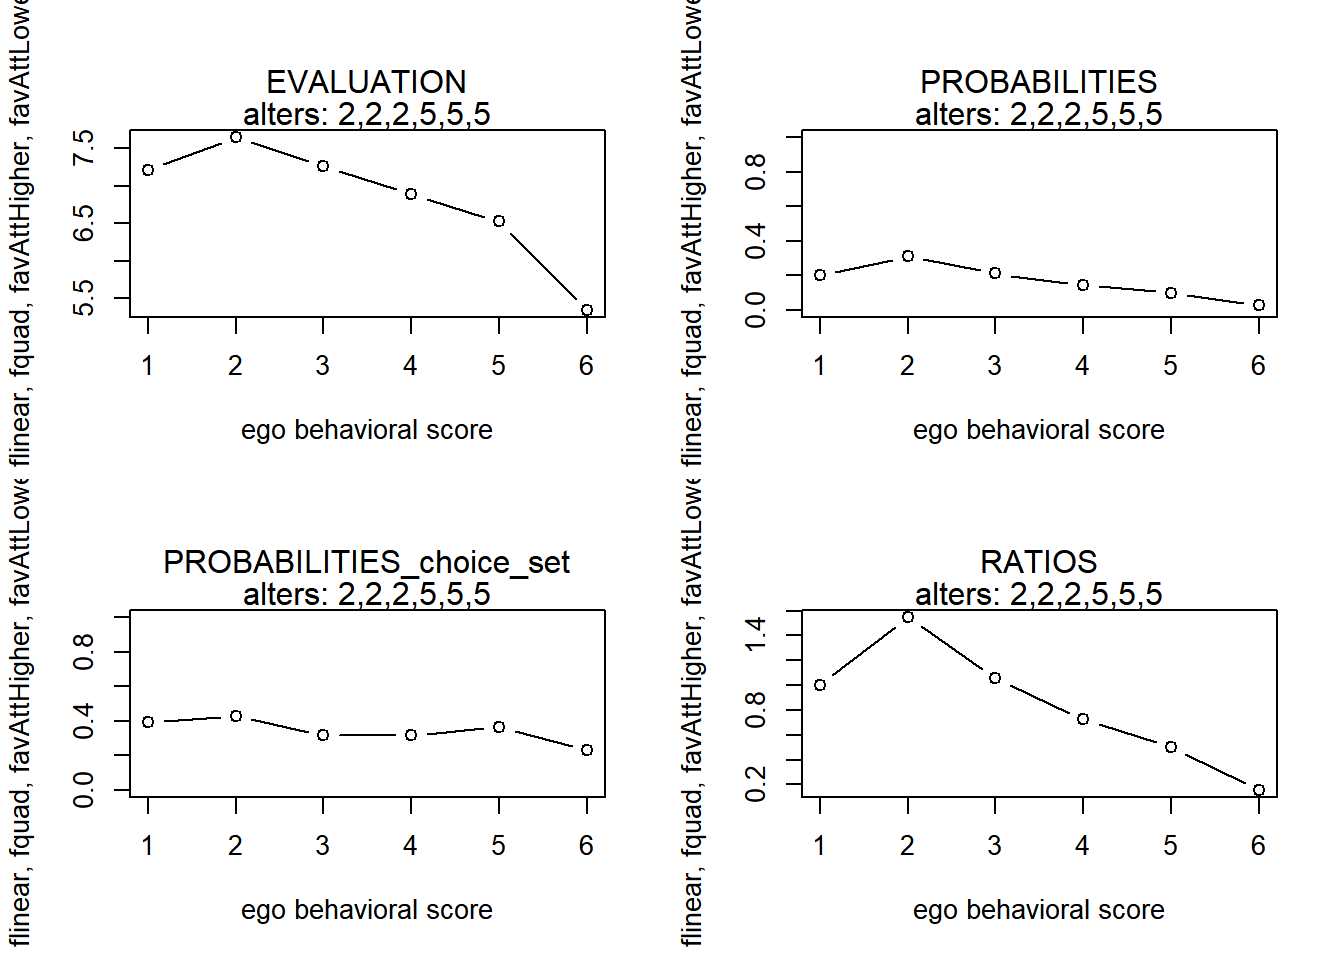 EVALUATION
alters: 2,2,2,5,5,5
flinear, fquad, favAttHigher, favAttLowe
7.5
6.5
5.5
1 2 3 4 5 6
ego behavioral score
PROBABILITIES
alters: 2,2,2,5,5,5
flinear, fquad, favAttHigher, favAttLowe
0.8
0.4
0.0
1 2 3 4 5 6
ego behavioral score
PROBABILITIES_choice_set
alters: 2,2,2,5,5,5
flinear, fquad, favAttHigher, favAttLowe
0.8
0.4
0.0
1 2 3 4 5 6
ego behavioral score
RATIOS
alters: 2,2,2,5,5,5
flinear, fquad, favAttHigher, favAttLowe
1.4
0.8
0.2
1 2 3 4 5 6
ego behavioral score